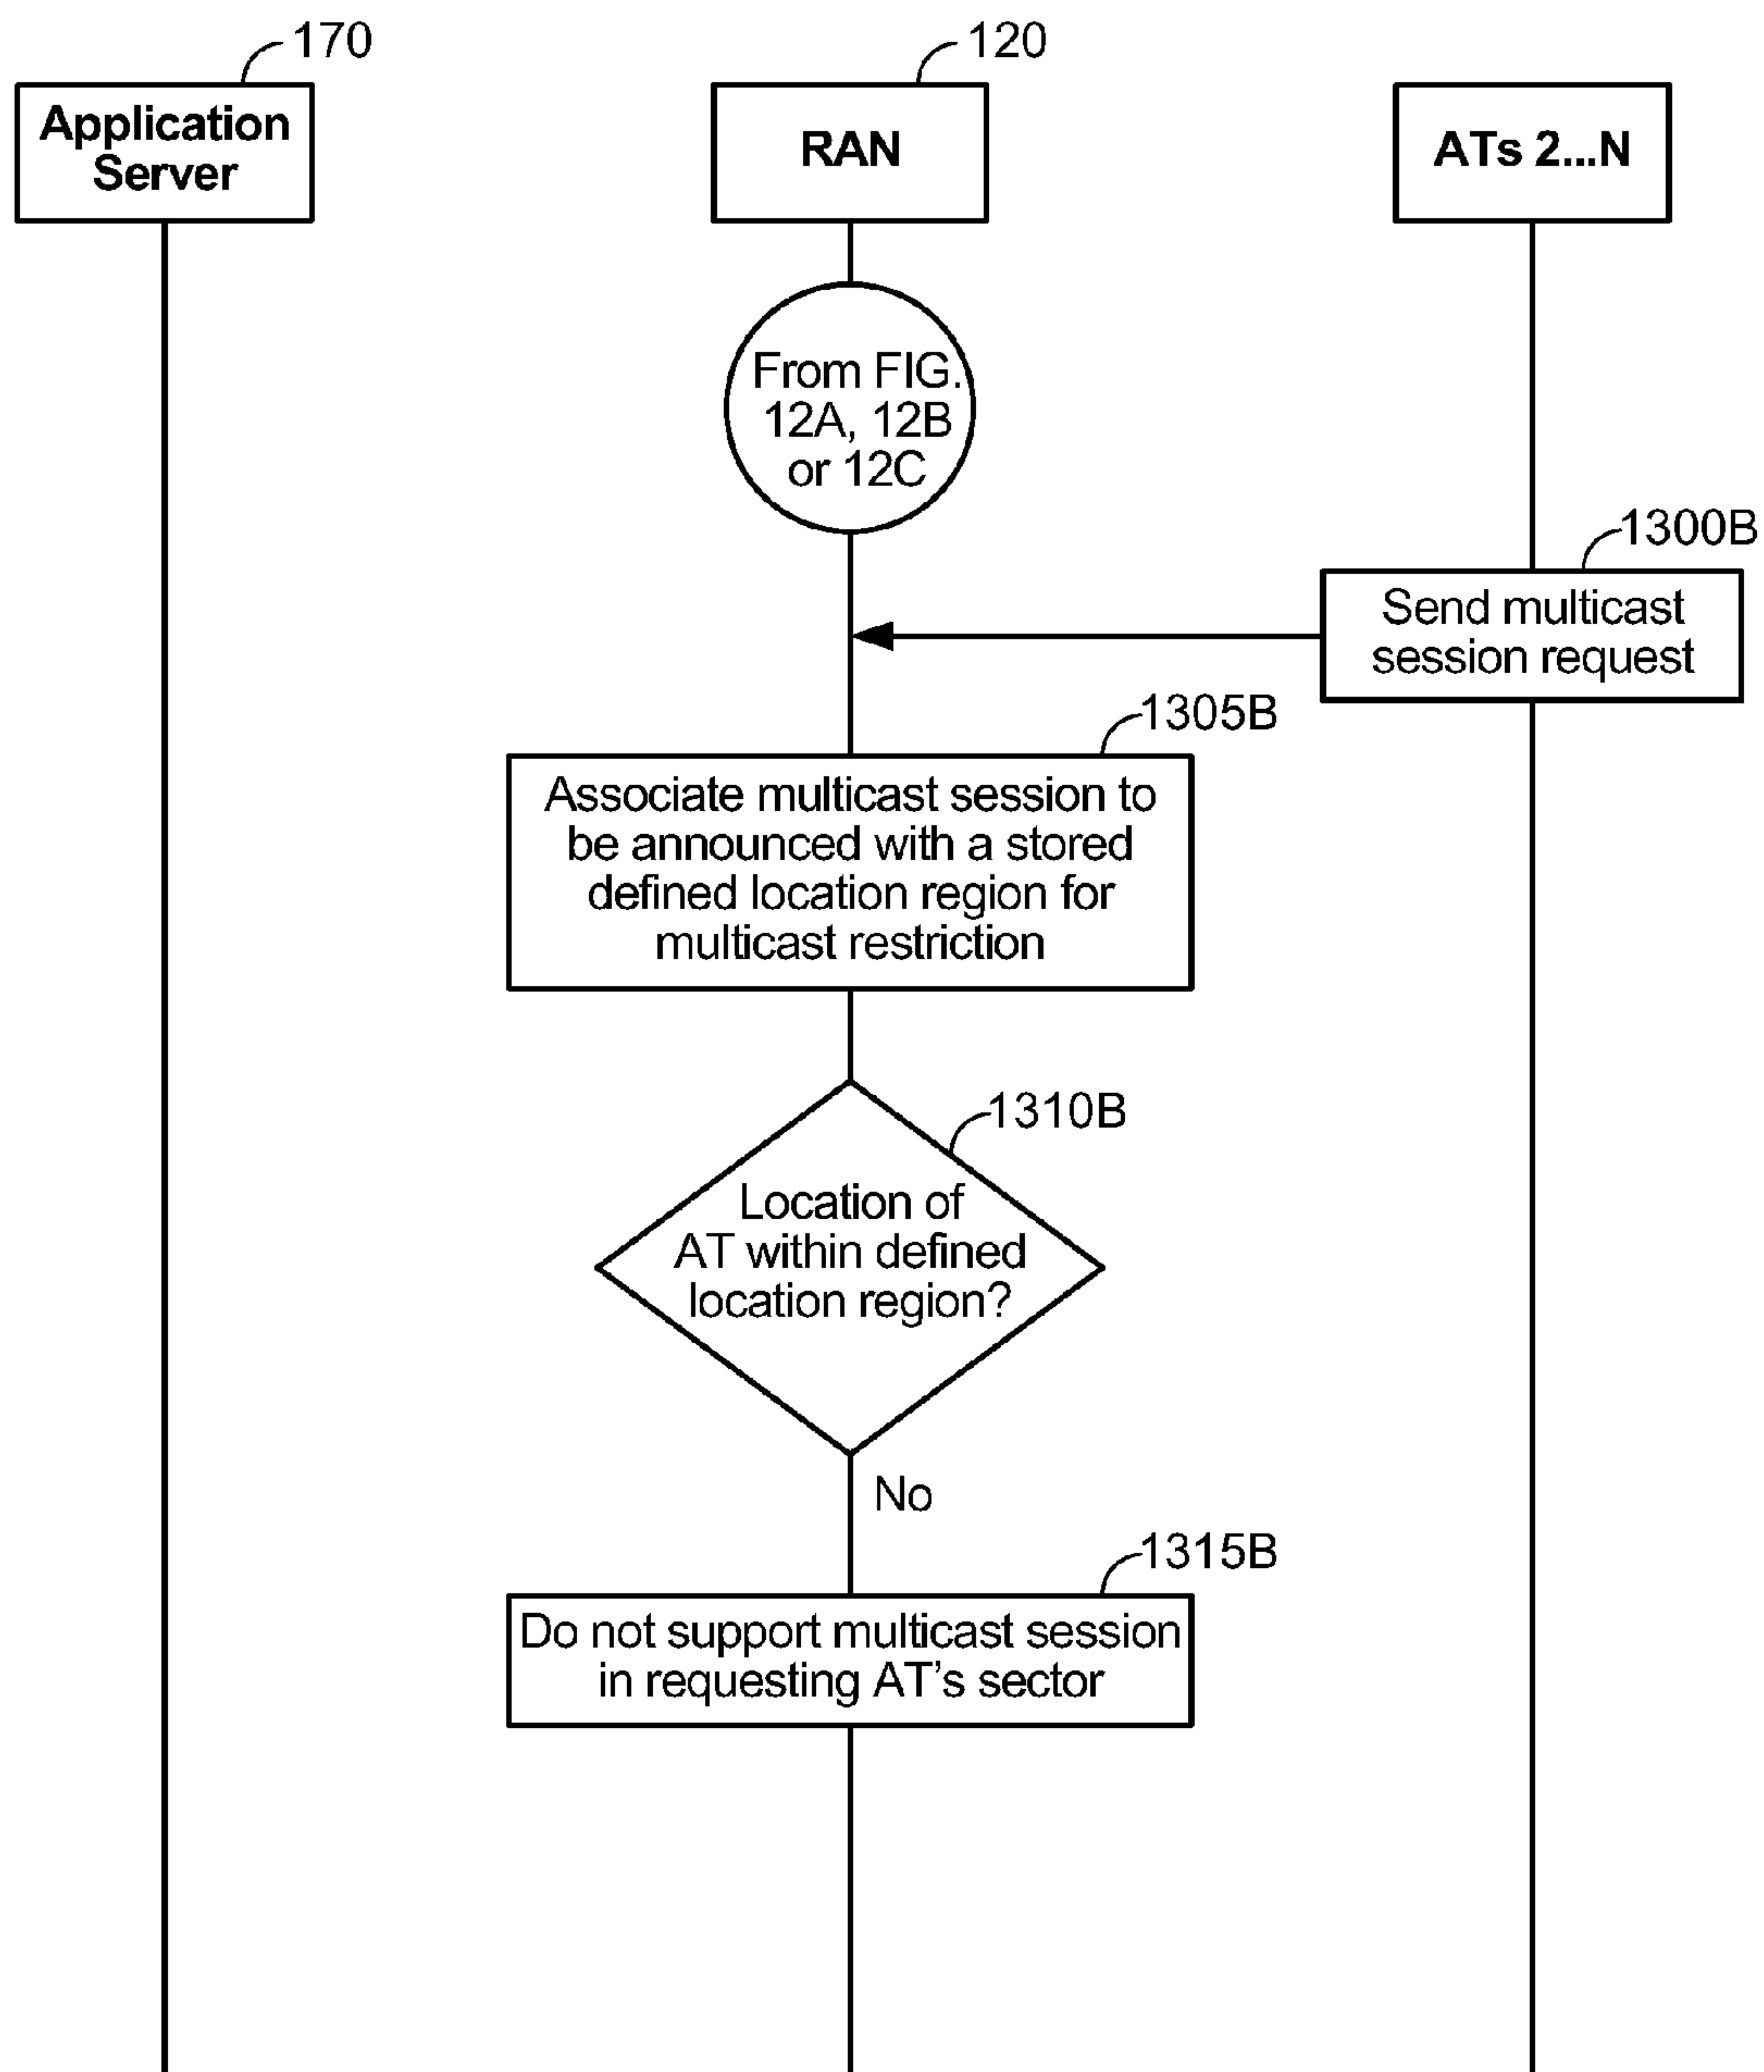 170
120
Application
Server
RAN
ATs 2...N
From FIG.
12A, 12B
or 12C
1300B
Send multicast
session request
1305B
Associate multicast session to
be announced with a stored
defined location region for
multicast restriction
1310B
Location of
AT within defined
location region?
No
1315B
Do not support multicast session
in requesting AT's sector